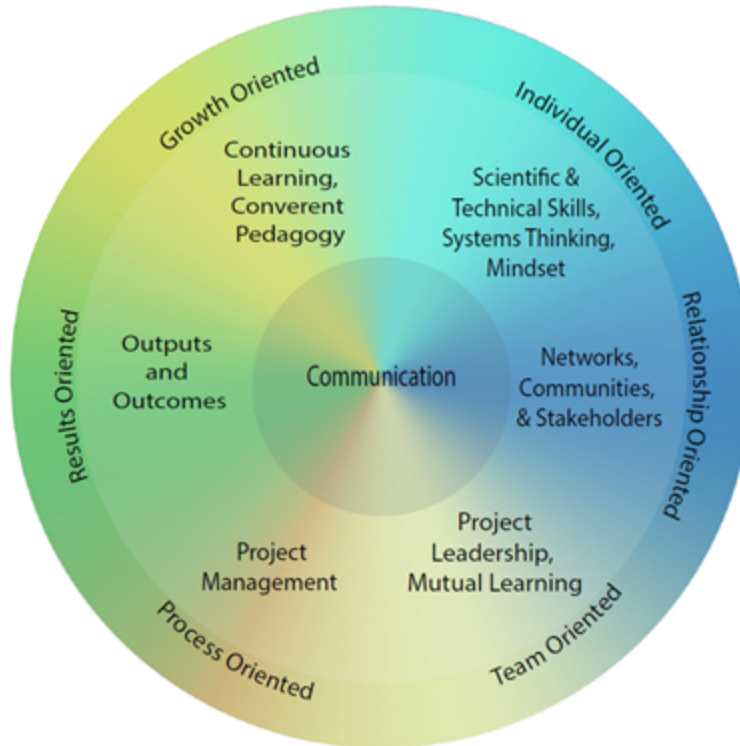 Growth Oriented
Individual Oriented
Continuous
Learning,
Converent
Pedagogy
Scientific &
Technical Skills,
Systems Thinking,
Mindset
Results Oriented
Outputs
and
Outcomes
Communication
Networks,
Communities,
& Stakeholders
Relationship Oriented
Project
Management
Project
Leadership,
Mutual Learning
Process Oriented
Team Oriented